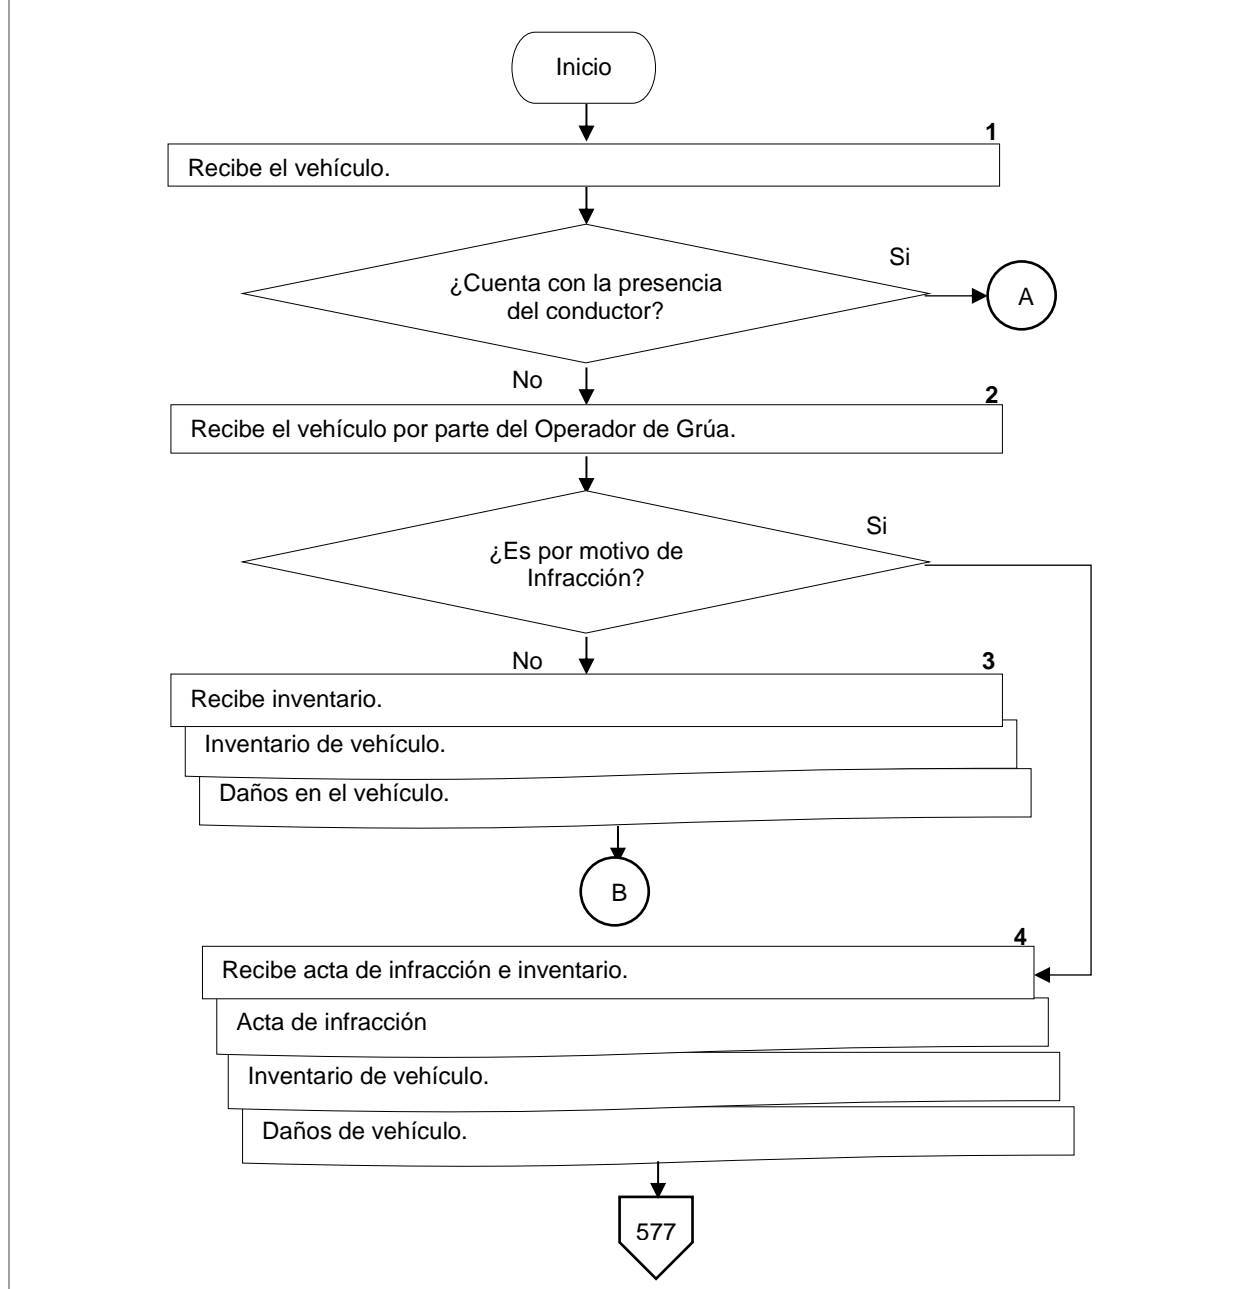 Inicio
1
Recibe el vehículo.
Si
¿Cuenta con la presencia
del conductor?
A
No
2
Recibe el vehículo por parte del Operador de Grúa.
Si
¿Es por motivo de
Infracción?
No
3
Recibe inventario.
Inventario de vehículo.
Daños en el vehículo.
B
4
Recibe acta de infracción e inventario.
Acta de infracción
Inventario de vehículo.
Daños de vehículo.
577